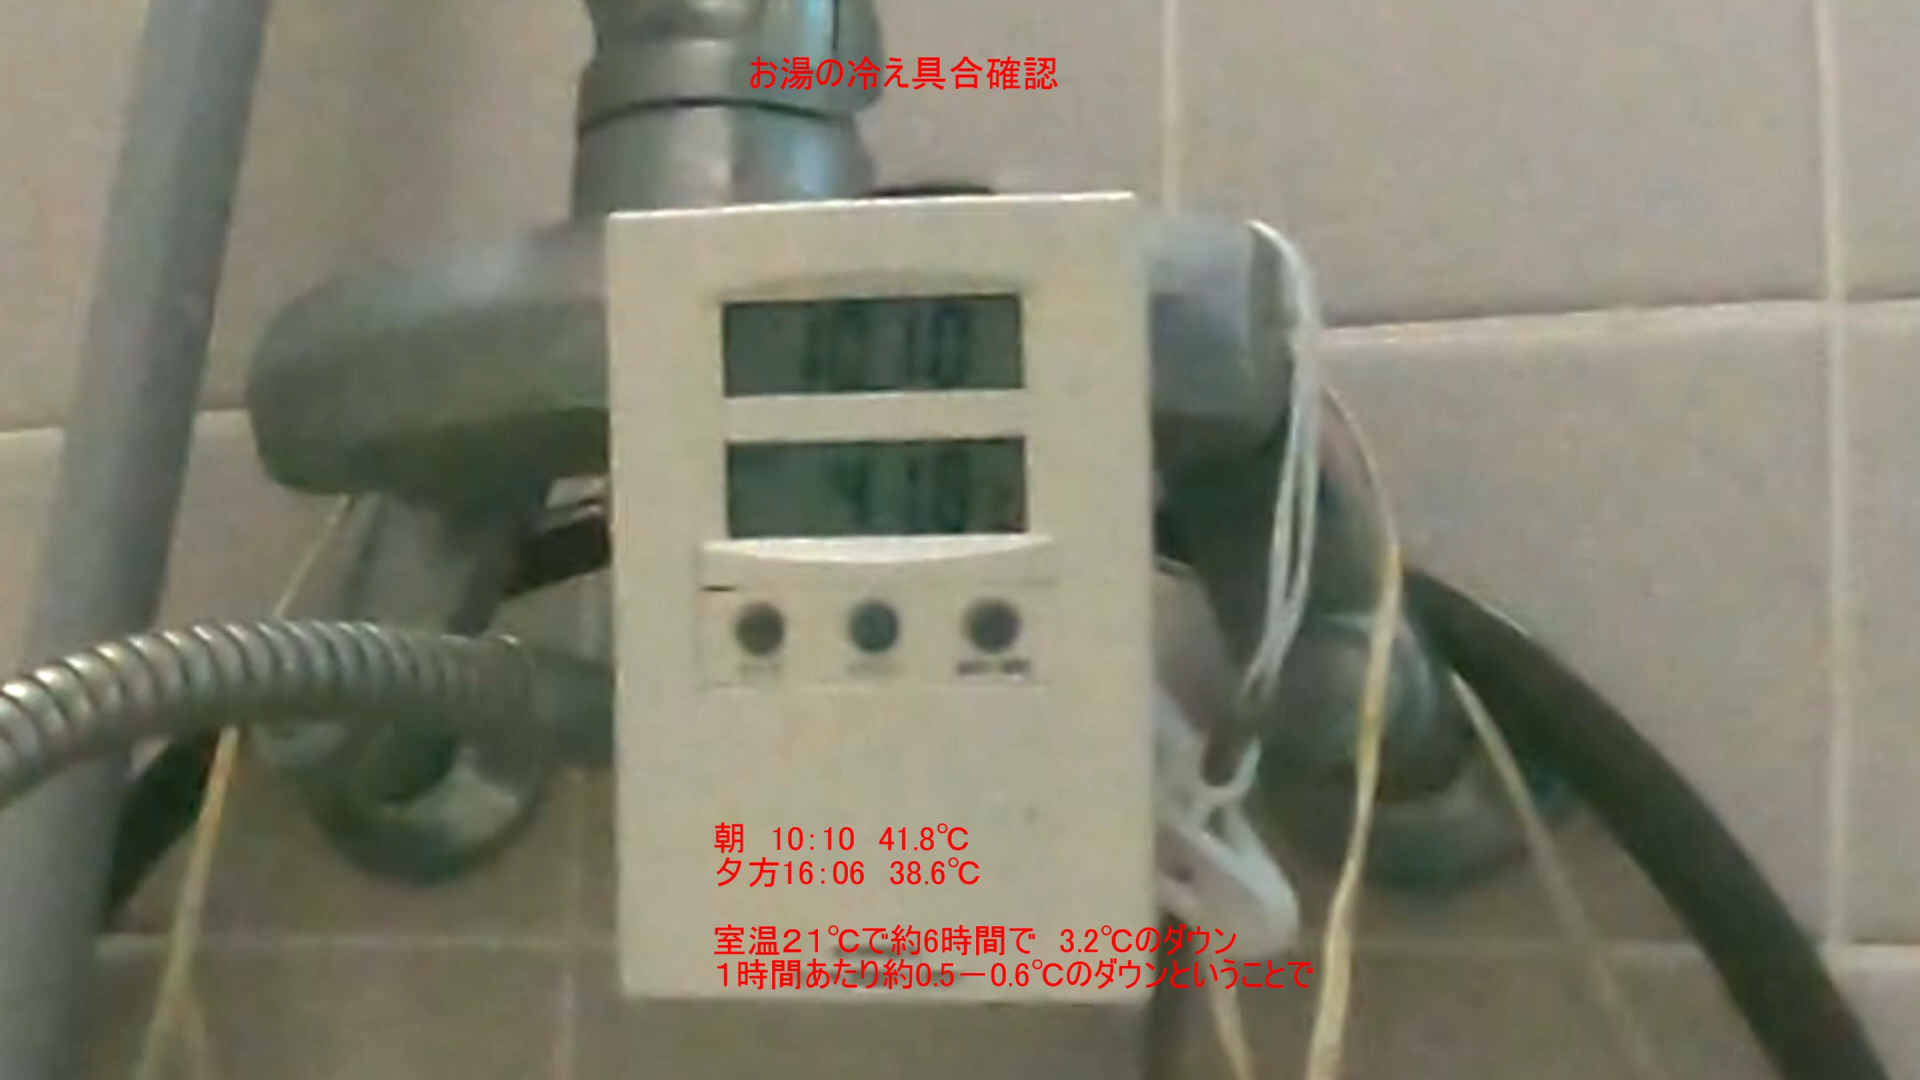 お湯の冷え具合確認
10 10
朝　10：10　41.8℃
夕方16：06　38.6℃
室温２１℃で約6時間で　3.2℃のダウン
１時間あたり約0.5－0.6℃のダウンということで